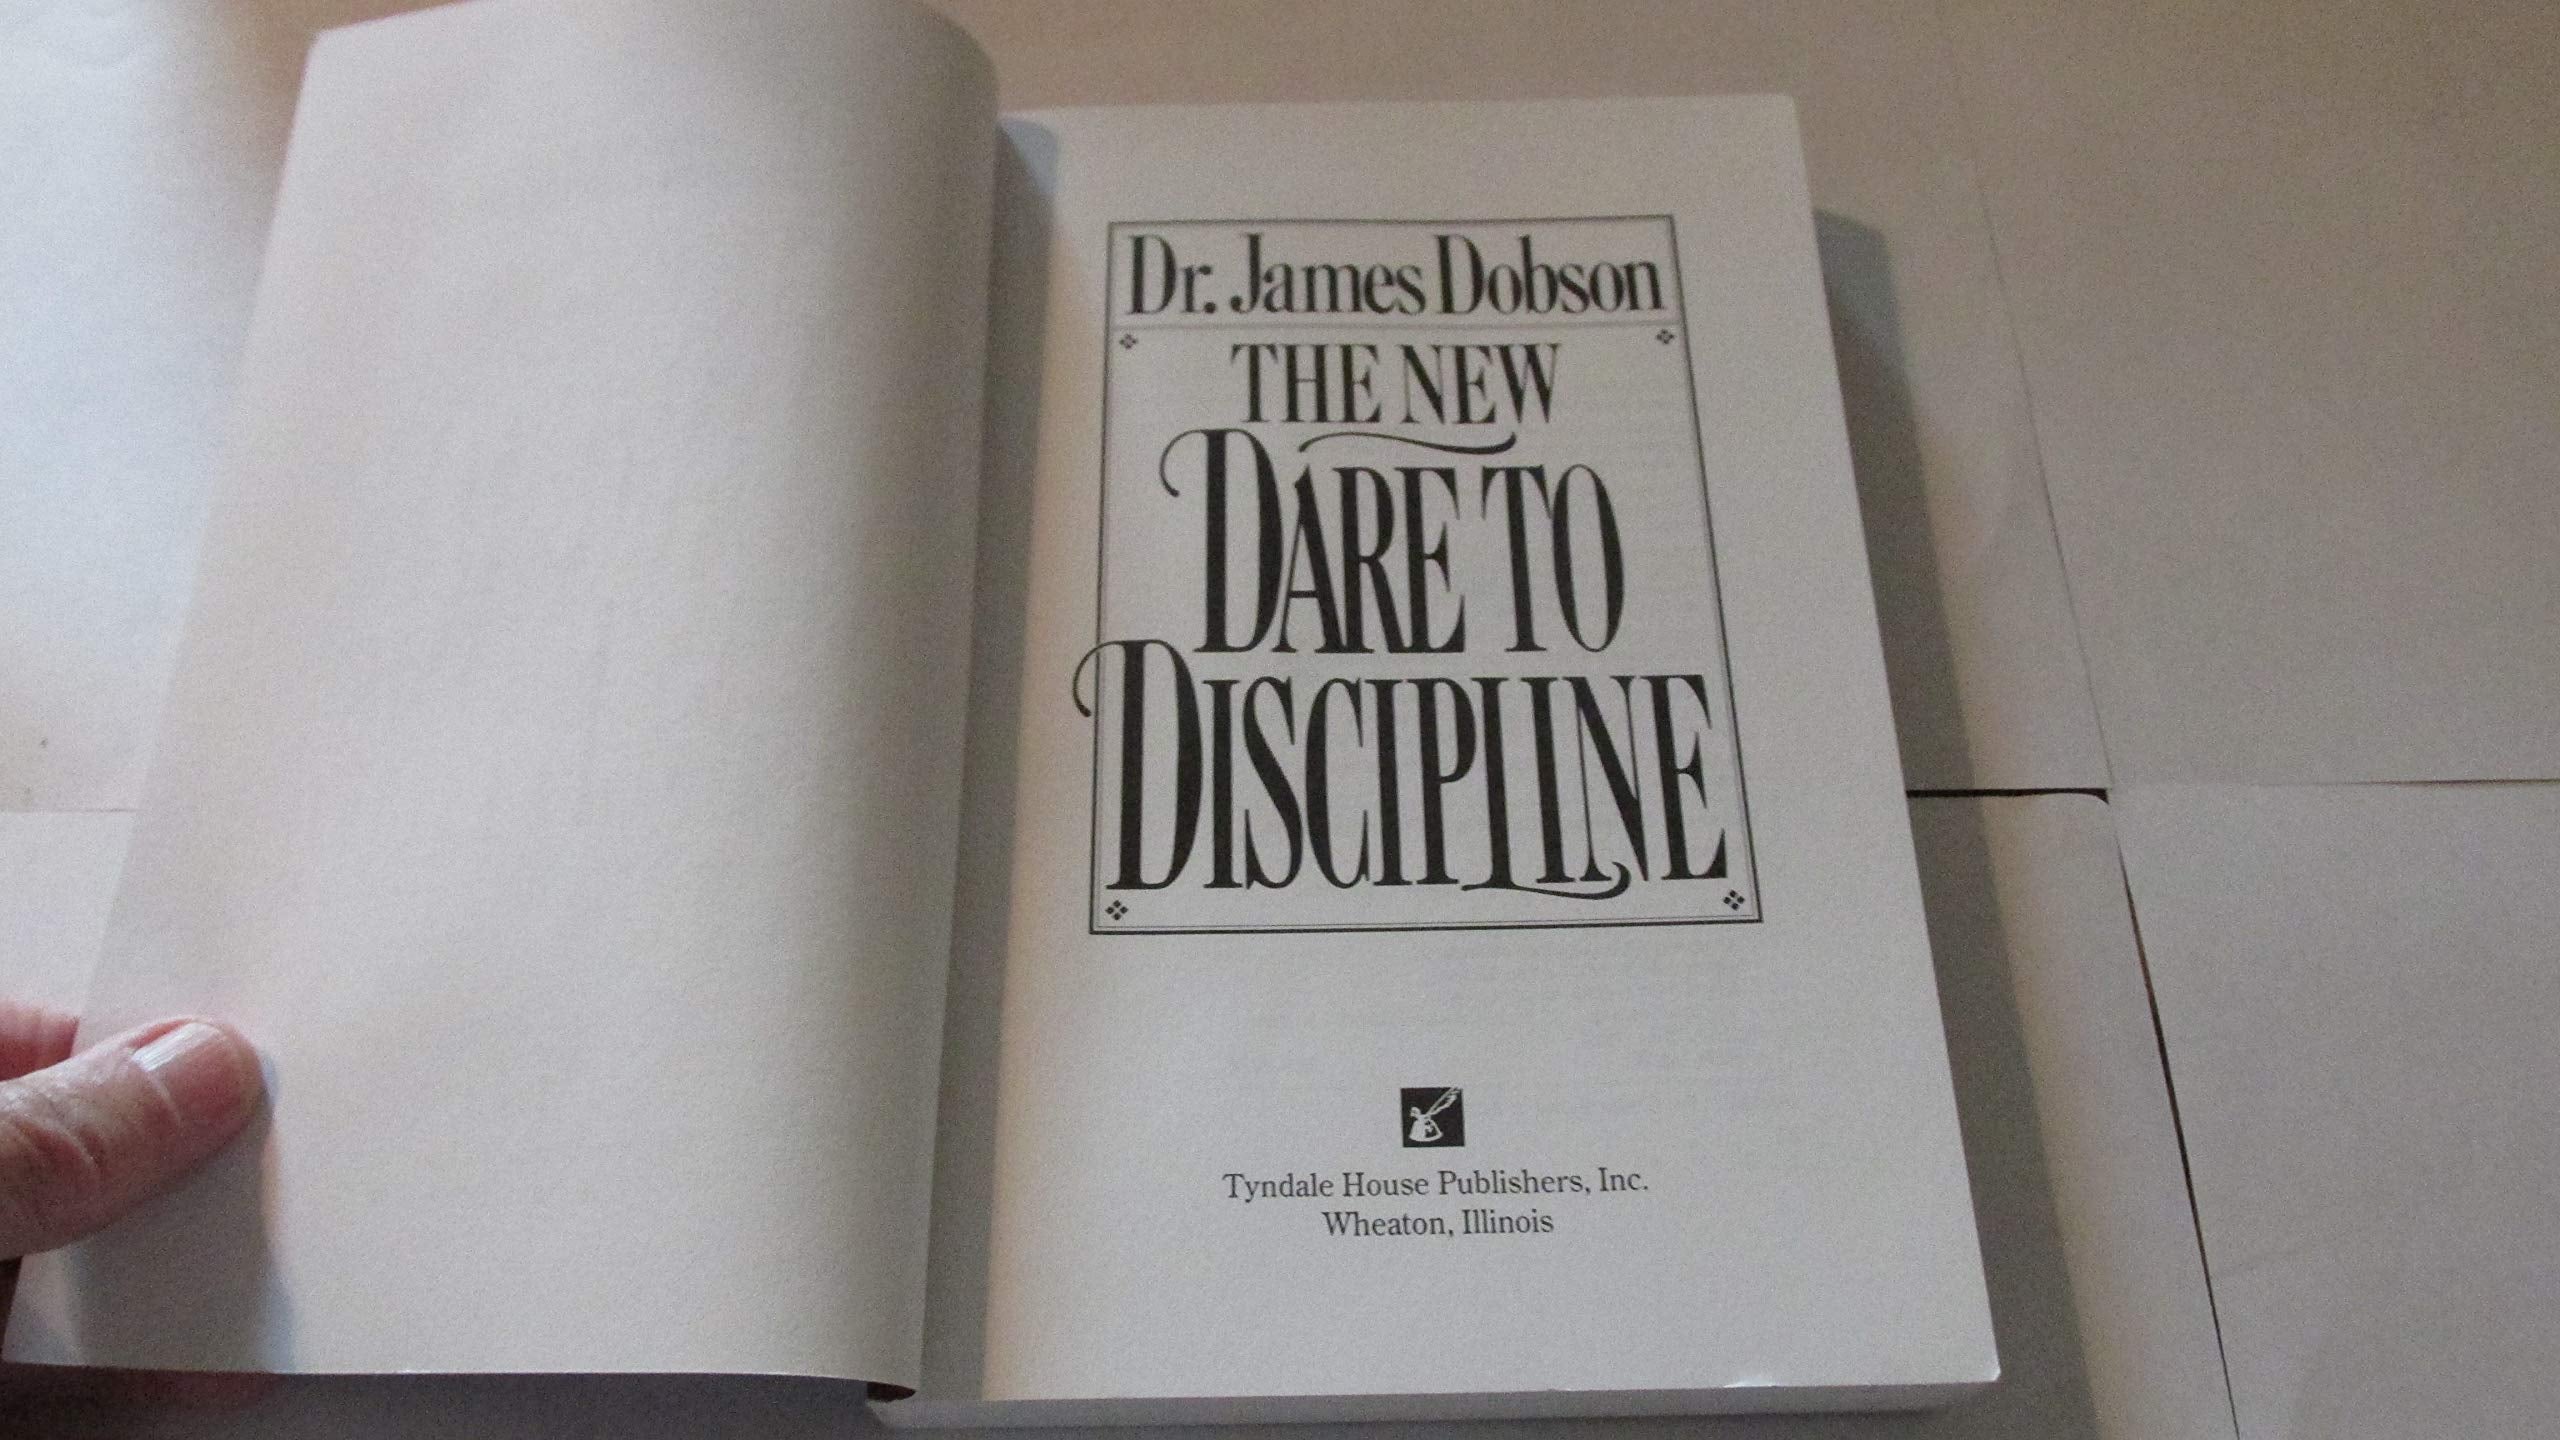 Dr. James Dobson
THE NEW
DARE TO
DISCIPLINE
Tyndale House Publishers, Inc.
Wheaton, Illinois